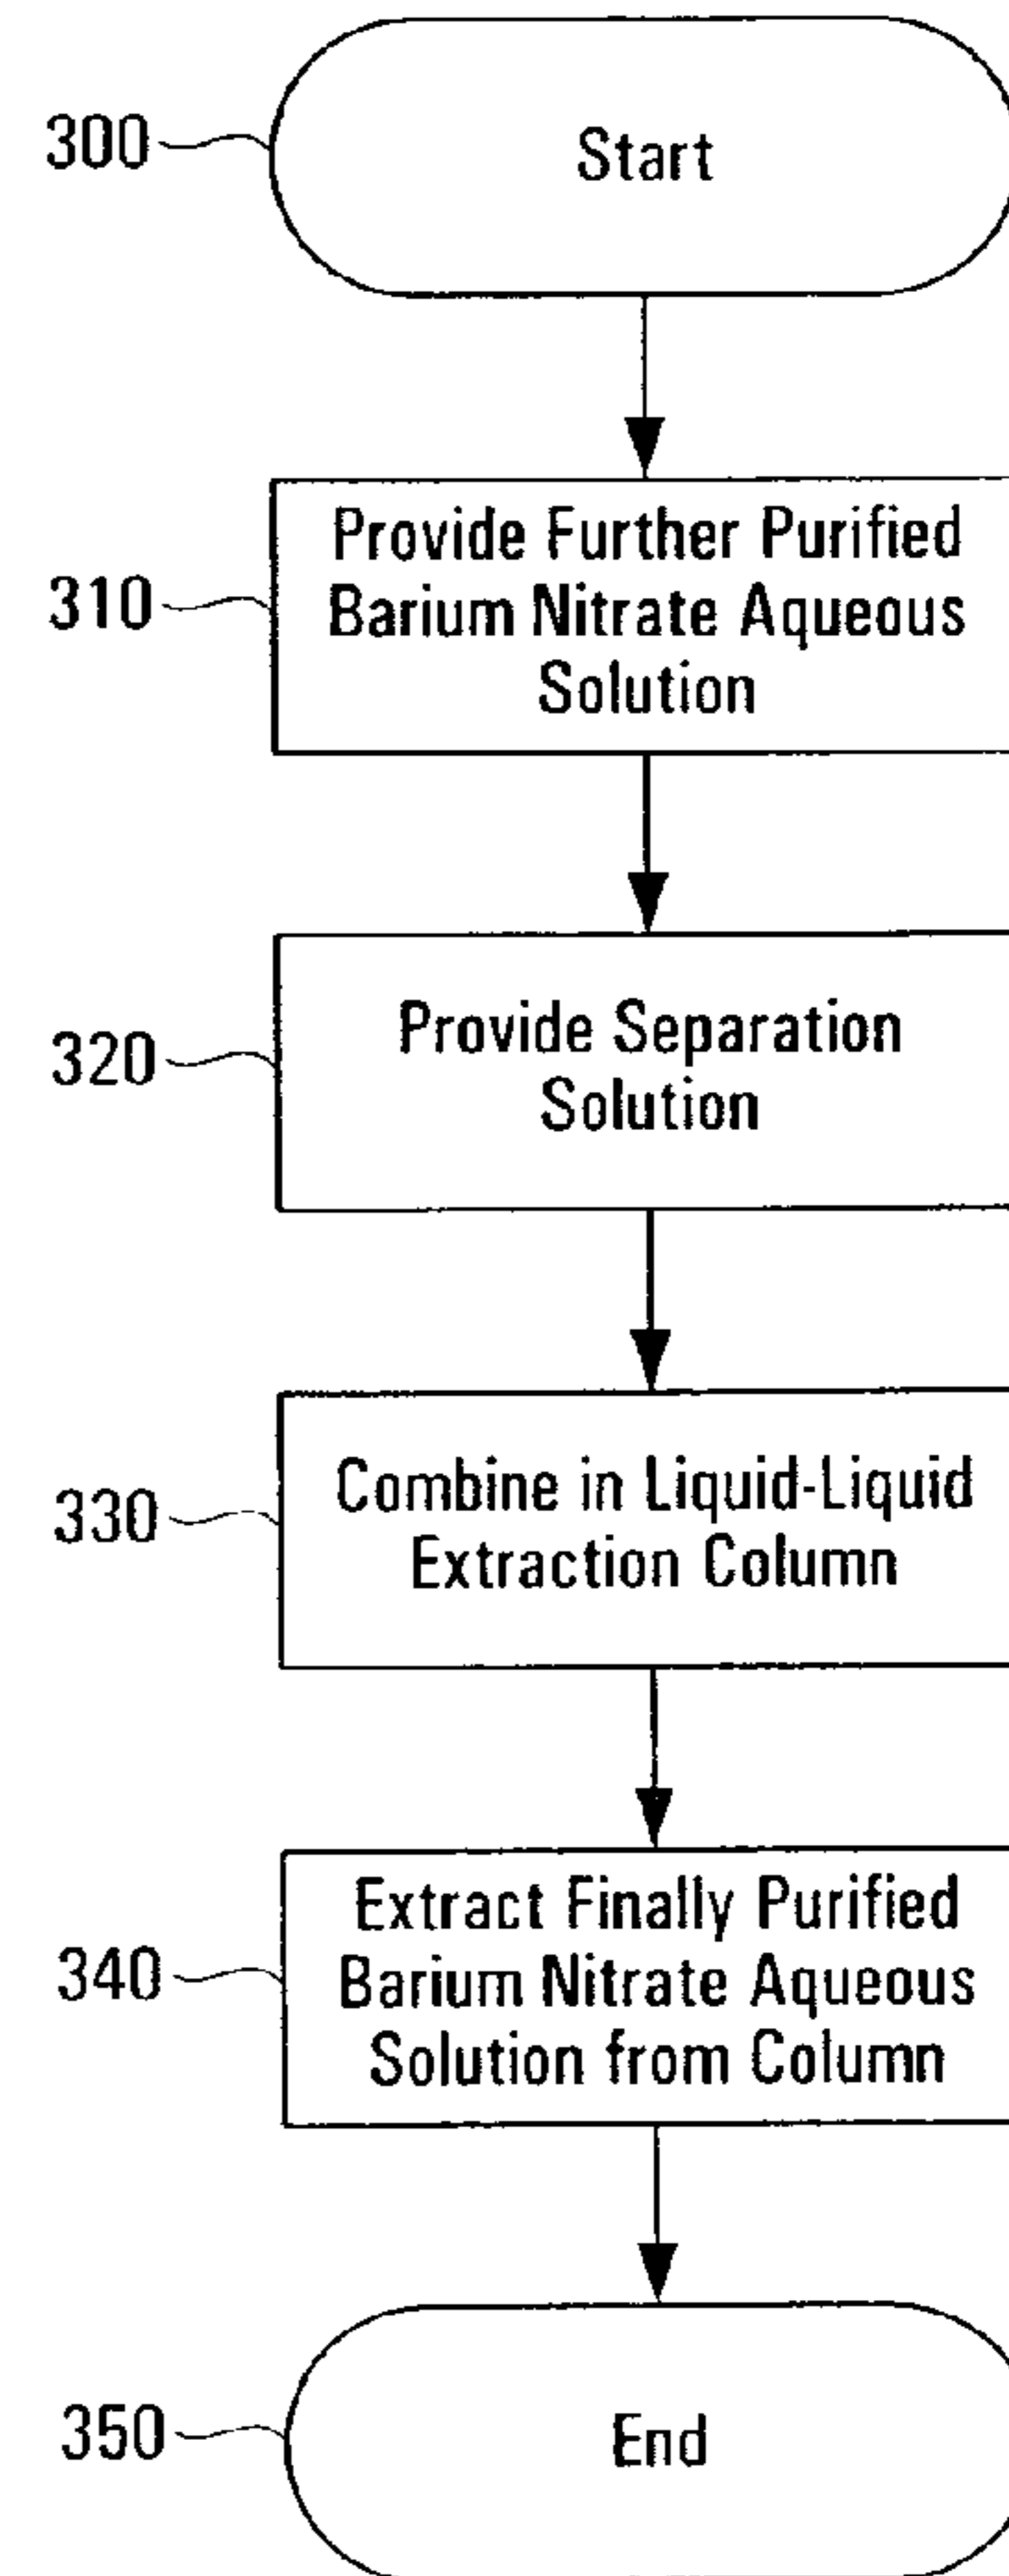 300
Start
310
Provide Further Purified
Barium Nitrate Aqueous
Solution
320
Provide Separation
Solution
330
Combine in Liquid-Liquid
Extraction Column
340
Extract Finally Purified
Barium Nitrate Aqueous
Solution from Column
350
End